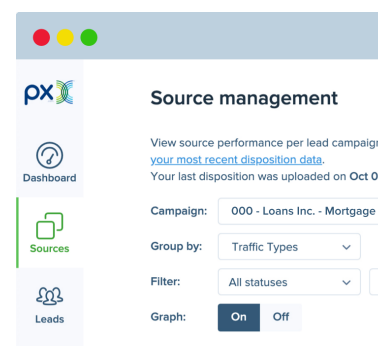 px
Source management
View source performance per lead campaign
your most recent disposition data.
Your last disposition was uploaded on Oct 0
Dashboard
Campaign: 000 - Loans Inc. - Mortgage
Group by: Traffic Types
Sources
Filter: All statuses
Leads
Graph: On Off